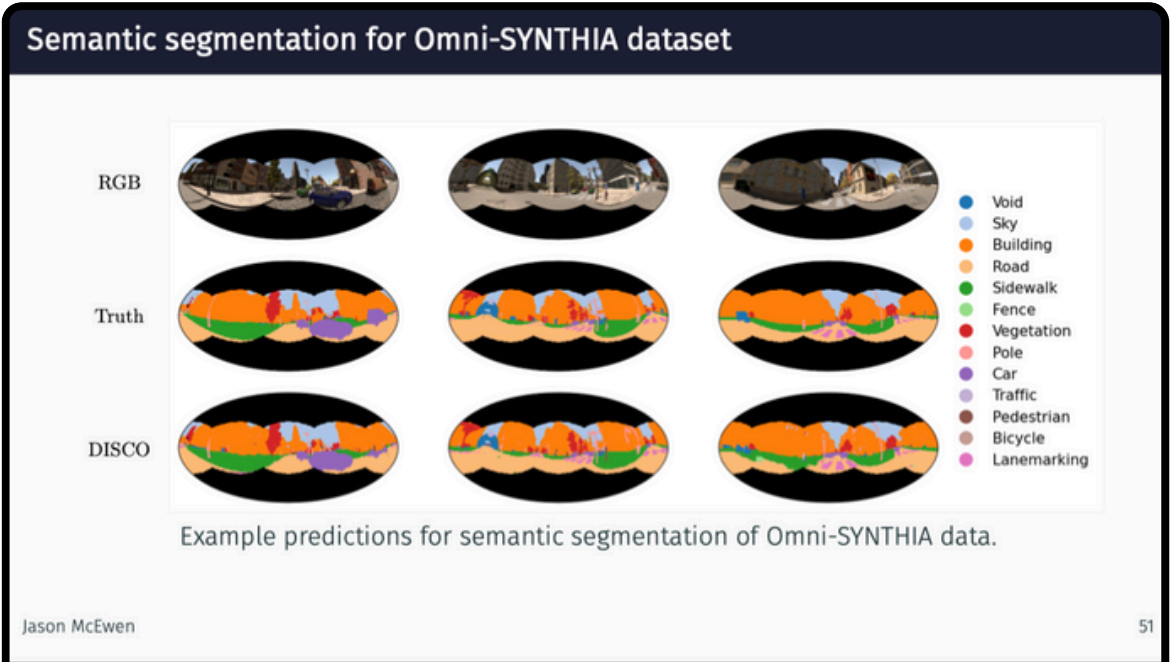 Semantic segmentation for Omni-SYNTHIA dataset
RGB
Truth
DISCO
Void
Sky
Building
Road
Sidewalk
Fence
Vegetation
Pole
Car
Traffic
Pedestrian
Bicycle
Lanemarking
Example predictions for semantic segmentation of Omni-SYNTHIA data.
Jason McEwen
51